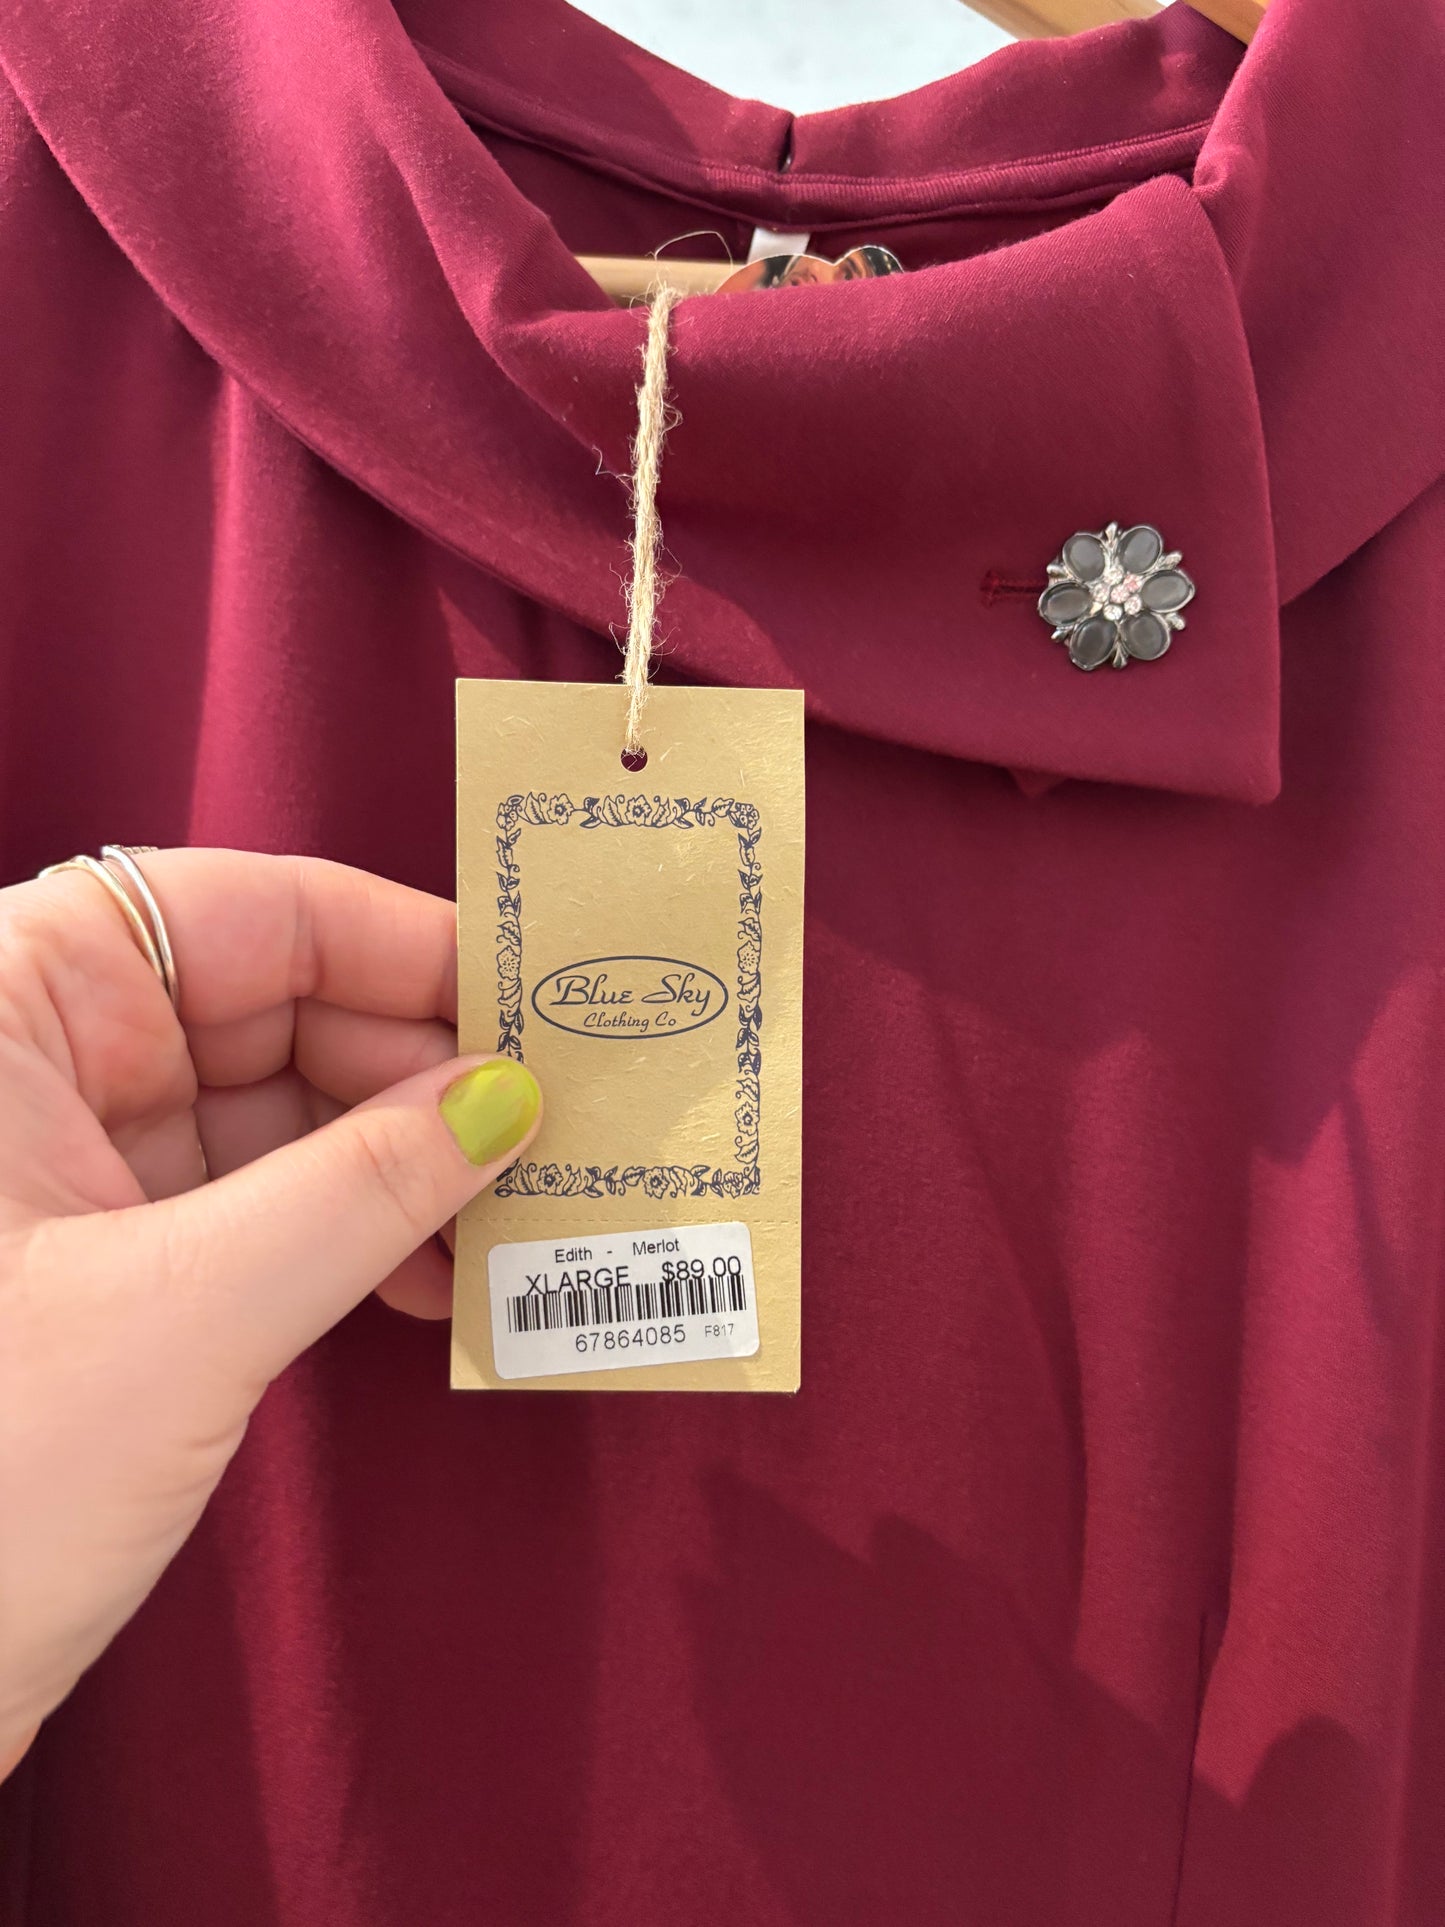 Blue Sky
Clothing Co
Edith - Merlot
XLARGE $89.00
67864085 F817